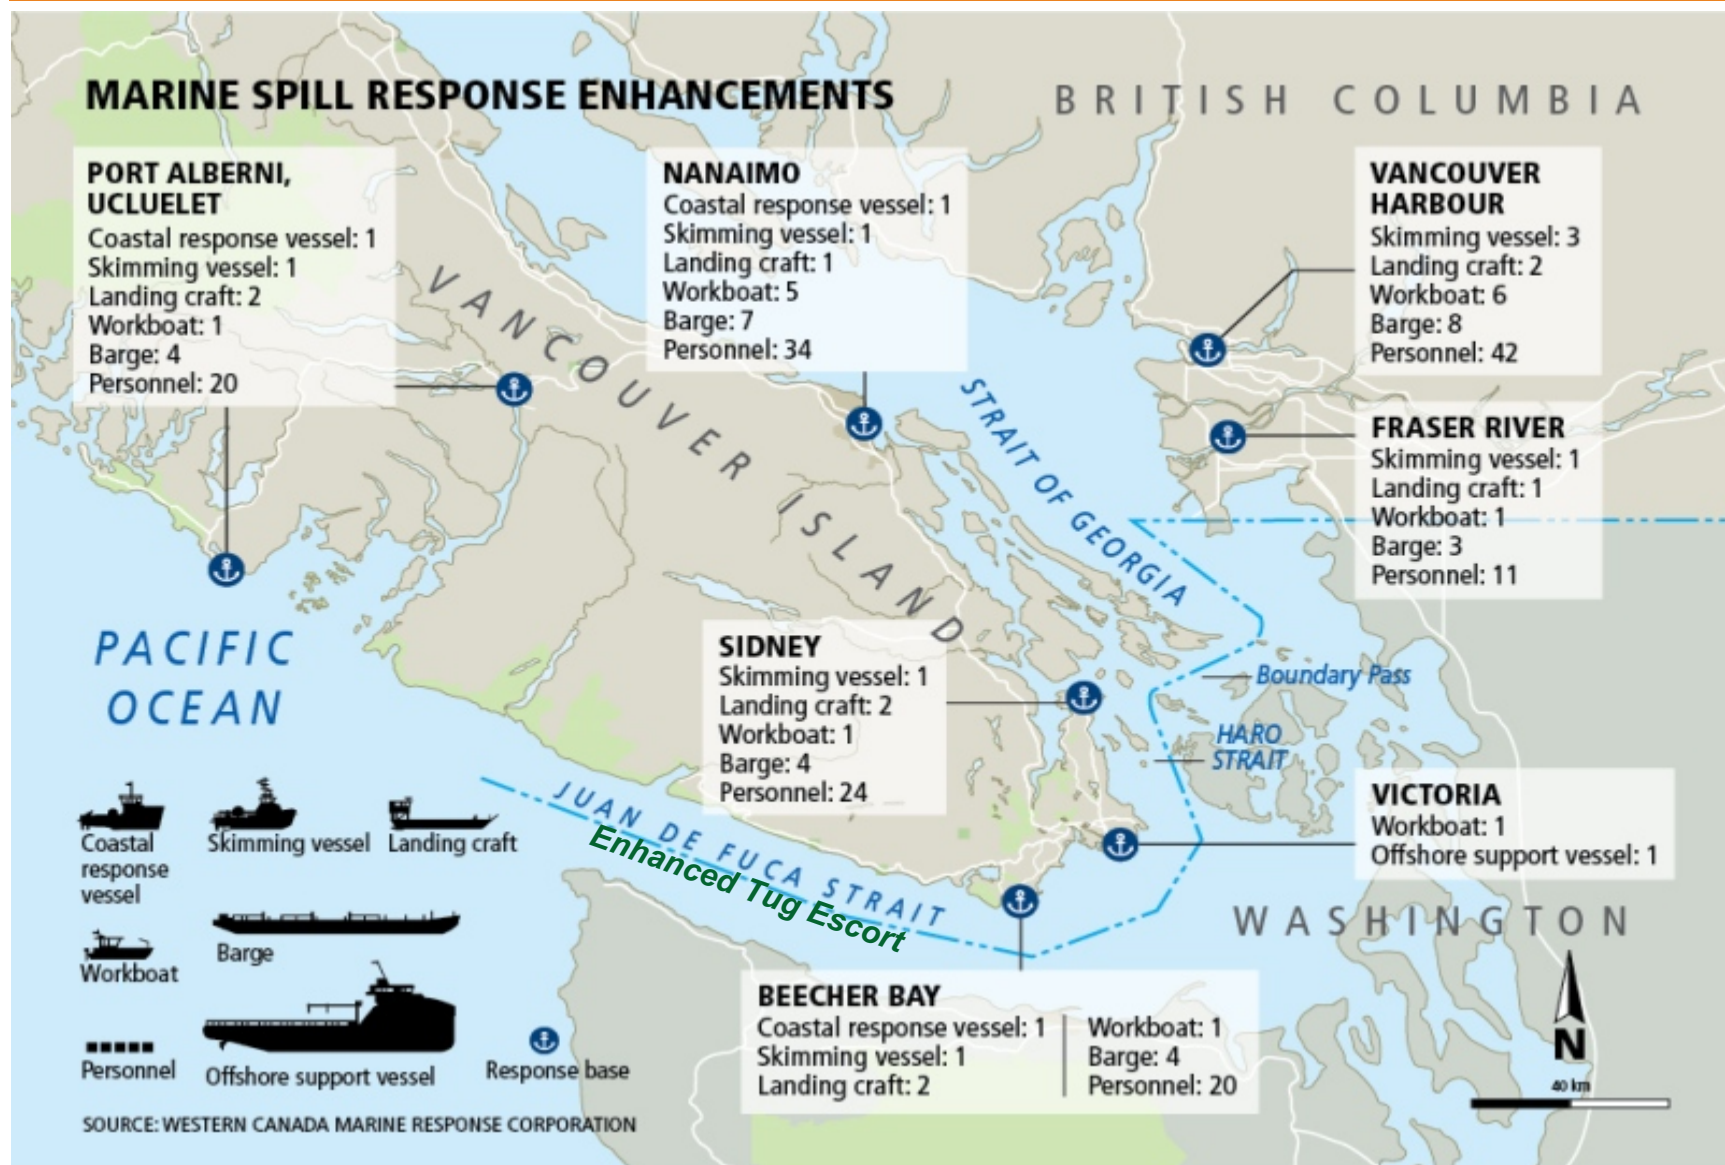 MARINE SPILL RESPONSE ENHANCEMENTS
BRITISH COLUMBIA
PORT ALBERNI,
UCLUELET
Coastal response vessel: 1
Skimming vessel: 1
Landing craft: 2
Workboat: 1
Barge: 4
Personnel: 20
NANAIMO
Coastal response vessel: 1
Skimming vessel: 1
Landing craft: 1
Workboat: 5
Barge: 7
Personnel: 34
VANCOUVER
HARBOUR
Skimming vessel: 3
Landing craft: 2
Workboat: 6
Barge: 8
Personnel: 42
VANCOUVER ISLAND
STRAIT OF GEORGIA
FRASER RIVER
Skimming vessel: 1
Landing craft: 1
Workboat: 1
Barge: 3
Personnel: 11
PACIFIC
OCEAN
SIDNEY
Skimming vessel: 1
Landing craft: 2
Workboat: 1
Barge: 4
Personnel: 24
Boundary Pass
HARO
STRAIT
JUAN DE FUCA STRAIT
Enhanced Tug Escort
VICTORIA
Workboat: 1
Offshore support vessel: 1
WASHINGTON
BEECHER BAY
Coastal response vessel: 1
Skimming vessel: 1
Landing craft: 2
Workboat: 1
Barge: 4
Personnel: 20
Coastal
response
vessel
Skimming vessel
Landing craft
Workboat
Barge
Personnel
Offshore support vessel
Response base
N
40 km
SOURCE: WESTERN CANADA MARINE RESPONSE CORPORATION